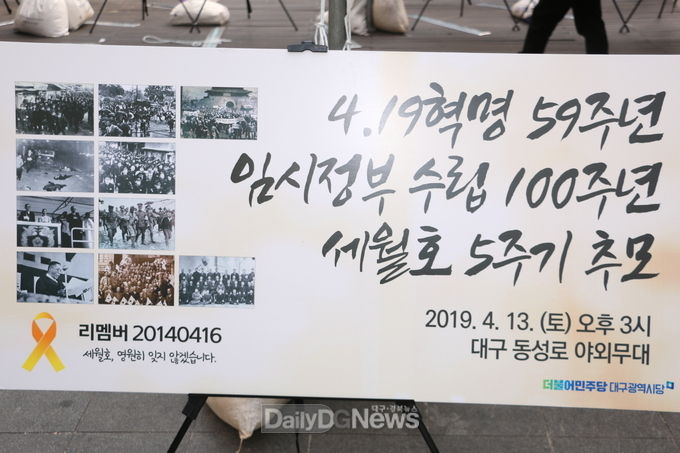 4.19혁명 59주년
임시정부 수립 100주년
세월호 5주기 추모
2019. 4. 13. (토) 오후 3시
대구 동성로 야외무대
리멤버 20140416
세월호, 영원히 잊지 않겠습니다.
더불어민주당 대구광역시당
대구·경북뉴스
DailyDGNews